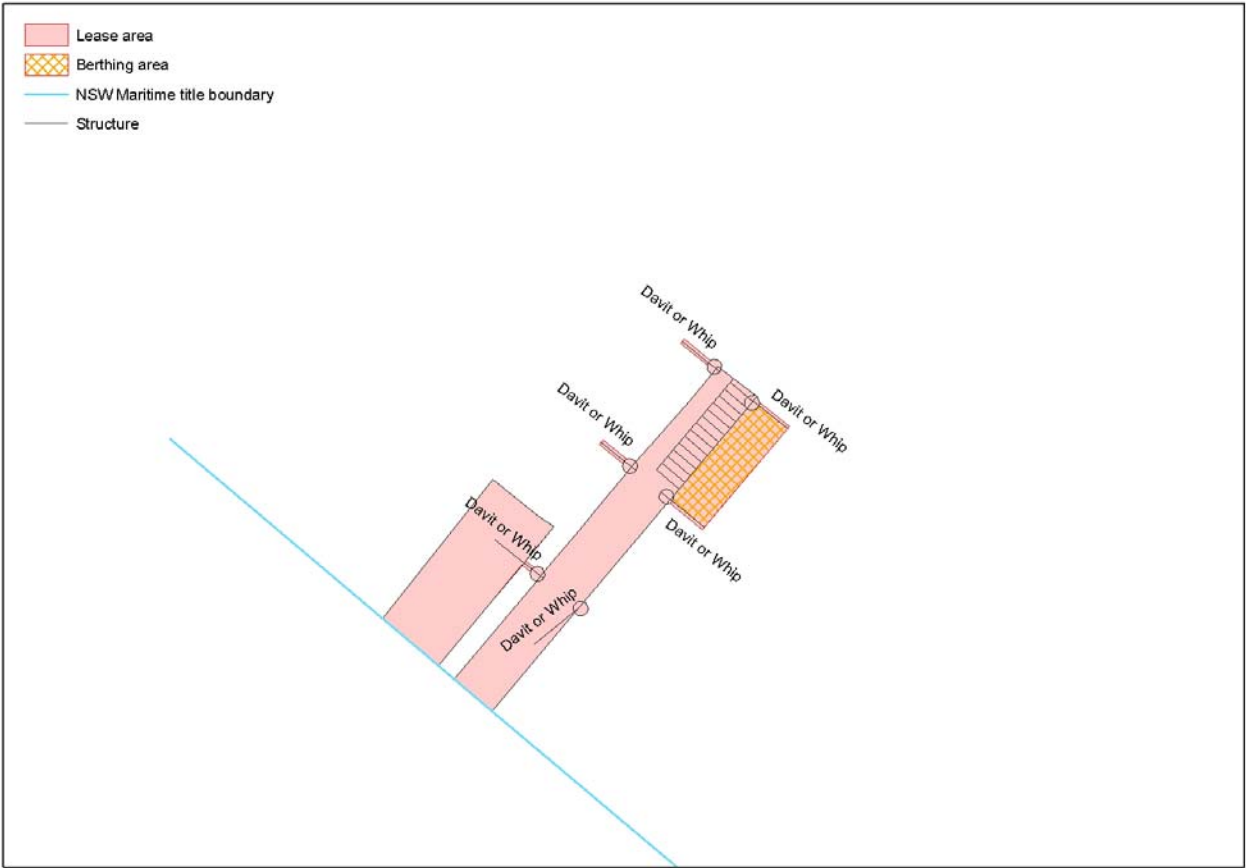 Lease area
Berthing area
NSW Maritime title boundary
Structure
Davit or Whip
Davit or Whip
Davit or Whip
Davit or Whip
Davit or Whip
Davit or Whip